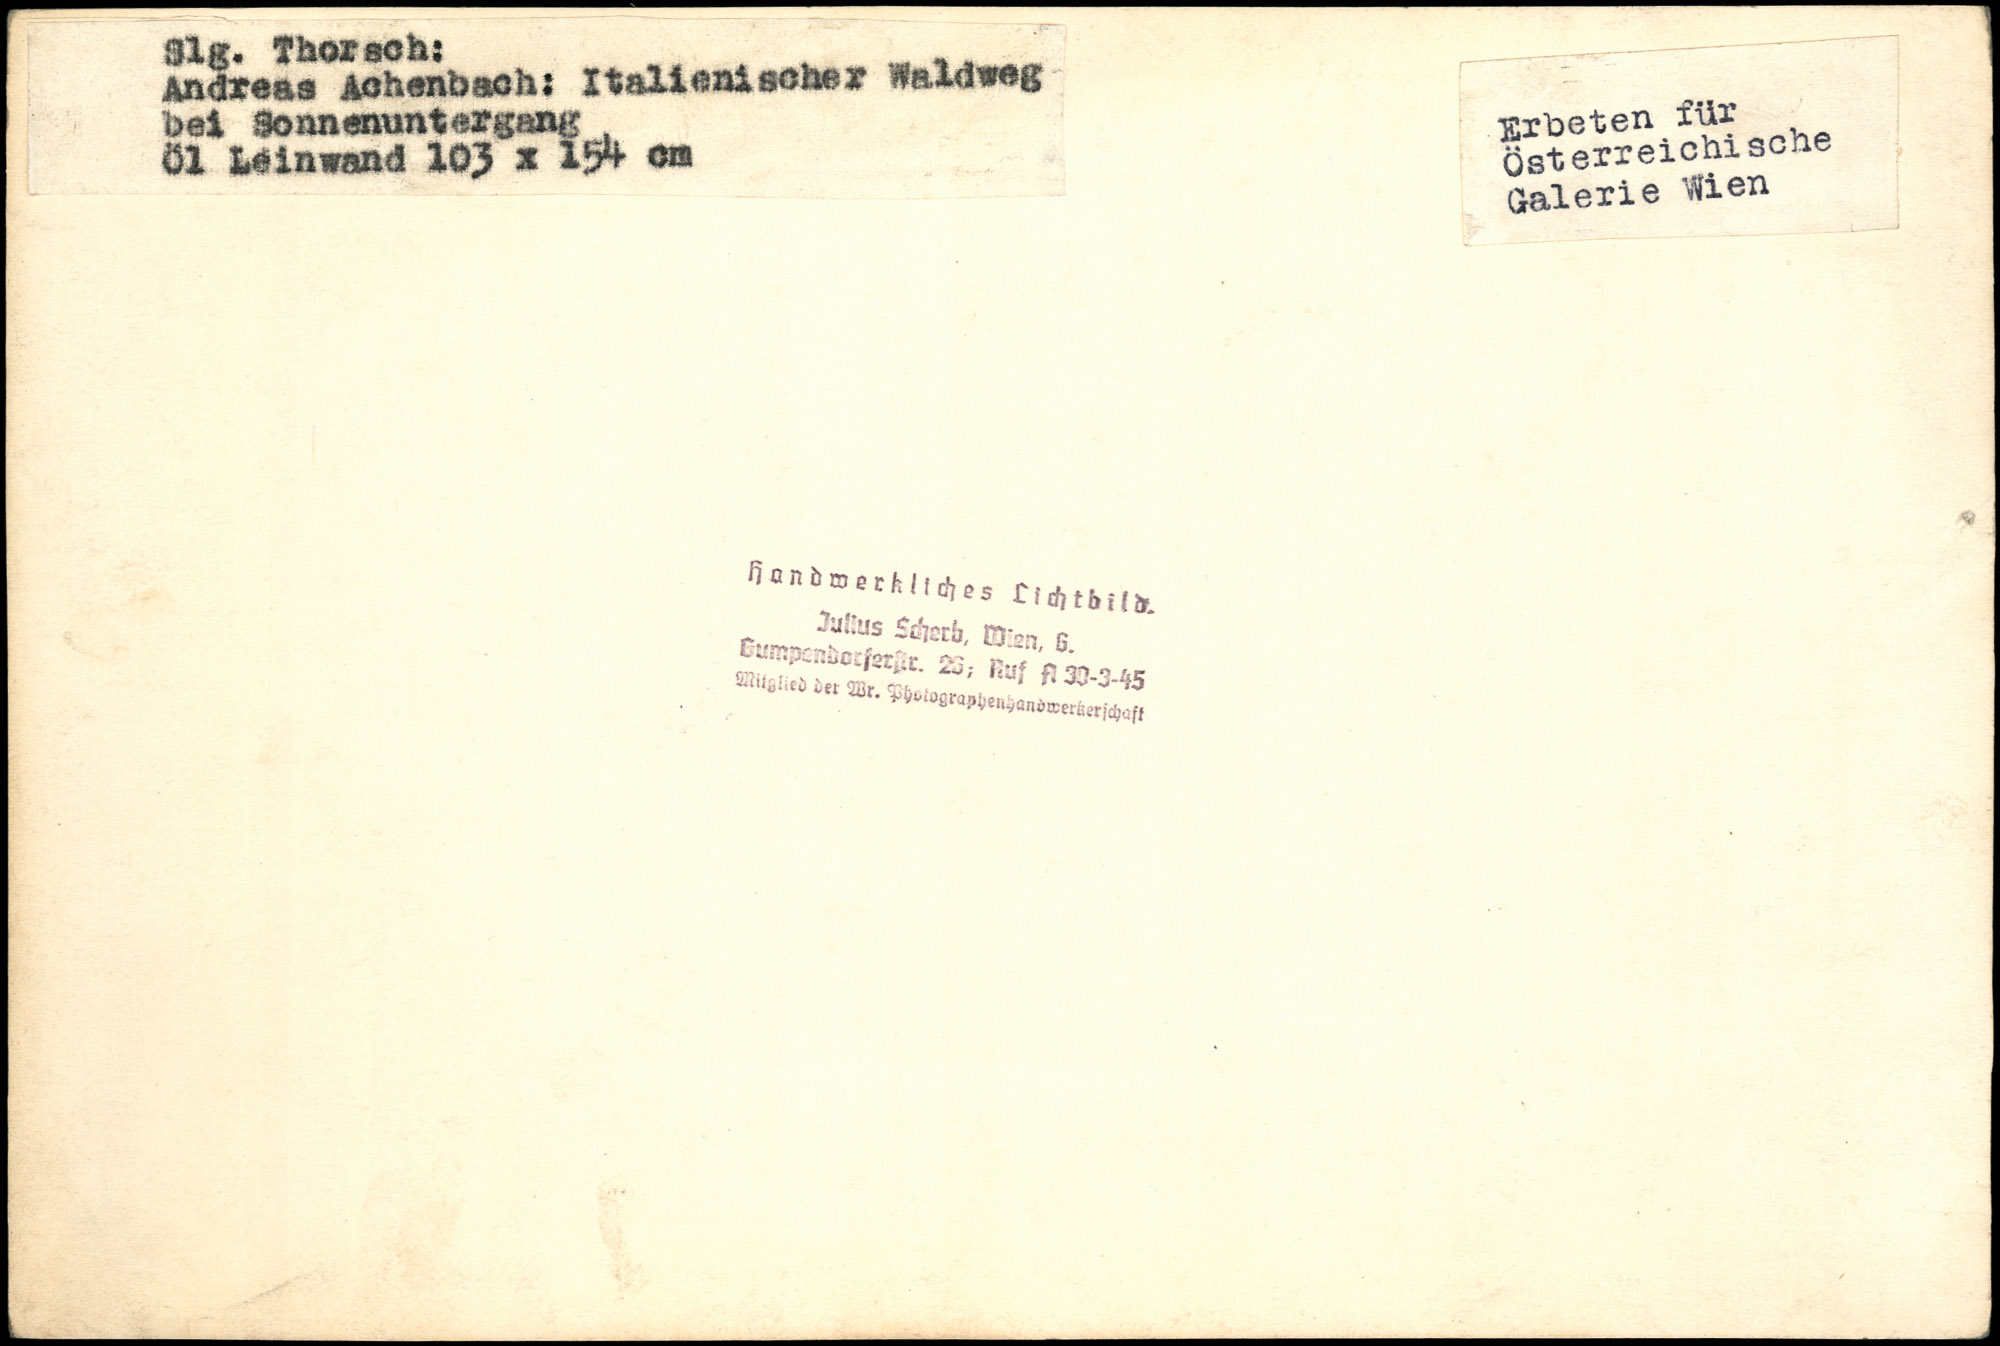 Slg. Thorsch:
Andreas Achenbach: Italienischer Waldweg
bei Sonnenuntergang
Öl Leinwand 103 x 154 cm
Erbeten für
Österreichische
Galerie Wien
Handwerkliches Lichtbild.
Julius Scherb, Wien, 6.
Gumpendorferstr. 26; Ruf A 30-3-45
Mitglied der Wr. Photographenhandwerkerschaft